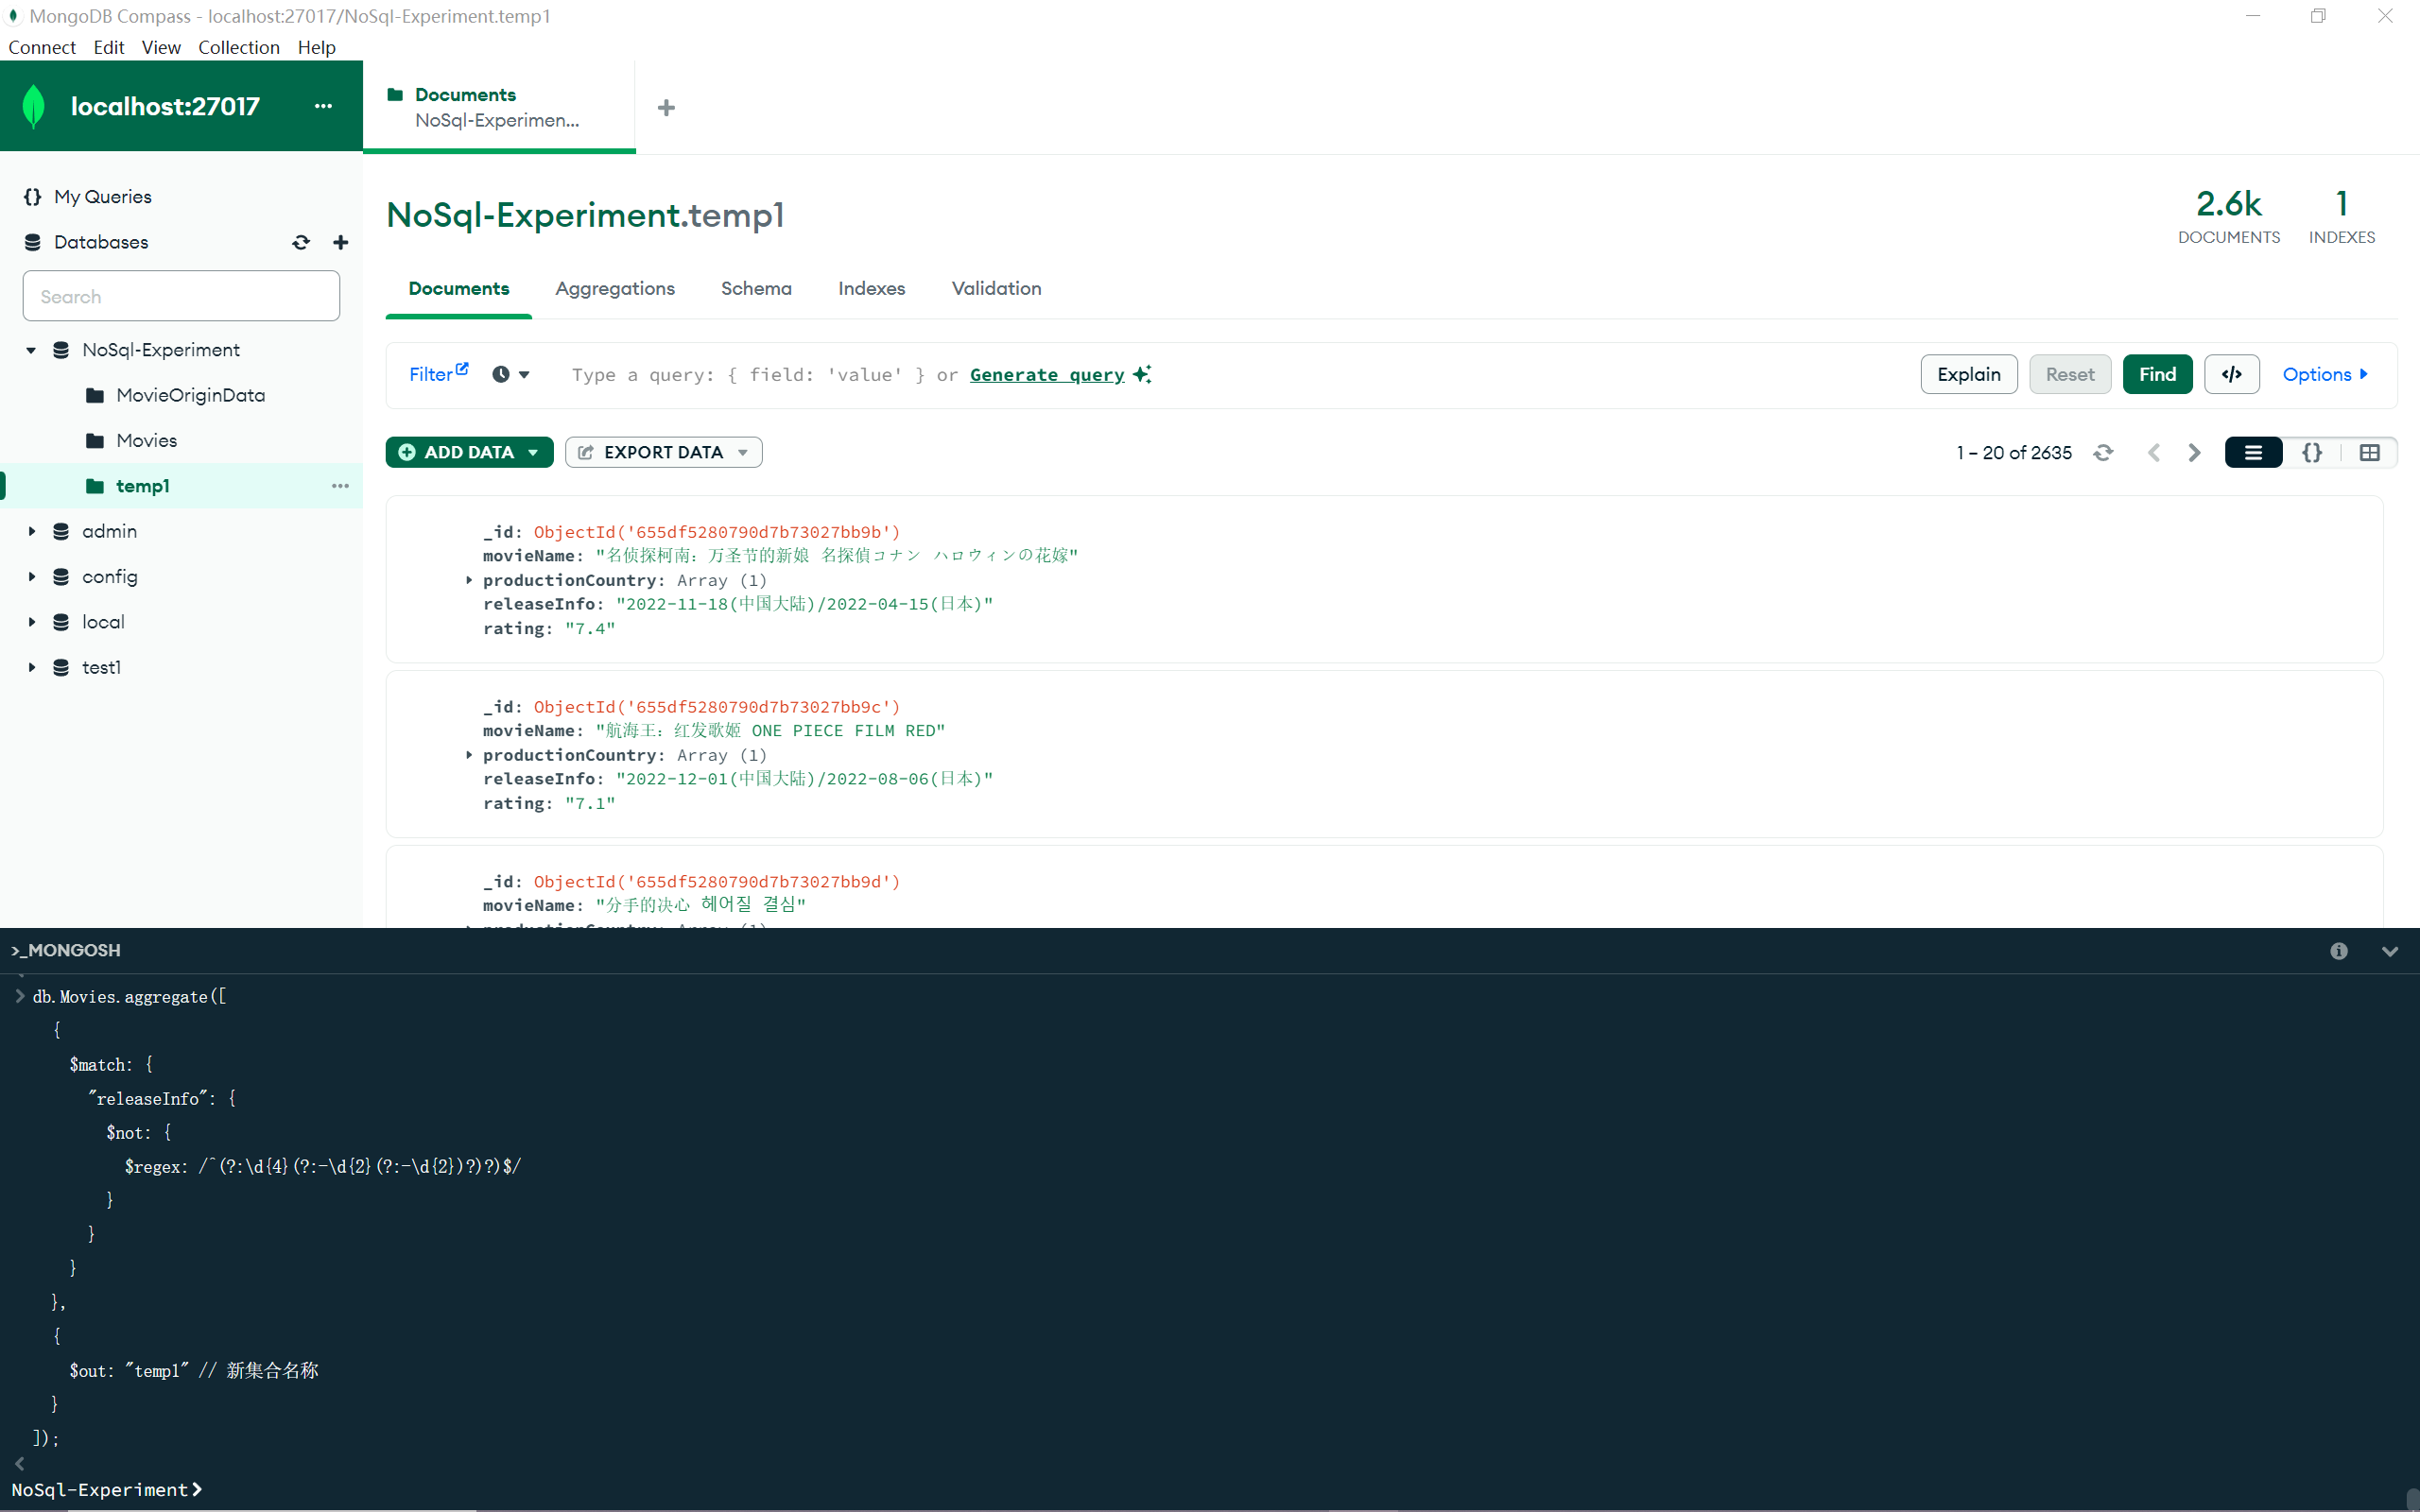 MongoDB Compass - localhost:27017/NoSql-Experiment.temp1
Connect Edit View Collection Help
localhost:27017
Documents
NoSql-Experimen...
My Queries
Databases
Search
NoSql-Experiment
MovieOriginData
Movies
temp1
admin
config
local
test1
NoSql-Experiment.temp1
2.6k
DOCUMENTS
1
INDEXES
Documents Aggregations Schema Indexes Validation
Filter Type a query: { field: 'value' } or Generate query Explain Reset Find </> Options
ADD DATA EXPORT DATA 1 – 20 of 2635 {}
_id: ObjectId('655df5280790d7b73027bb9b')
movieName: "名侦探柯南：万圣节的新娘 名探偵コナン ハロウィンの花嫁"
productionCountry: Array (1)
releaseInfo: "2022-11-18(中国大陆)/2022-04-15(日本)"
rating: "7.4"
_id: ObjectId('655df5280790d7b73027bb9c')
movieName: "航海王：红发歌姬 ONE PIECE FILM RED"
productionCountry: Array (1)
releaseInfo: "2022-12-01(中国大陆)/2022-08-06(日本)"
rating: "7.1"
_id: ObjectId('655df5280790d7b73027bb9d')
movieName: "分手的决心 헤어질 결심"
productionCountry: Array (1)
>_MONGOSH
db.Movies.aggregate([
{
$match: {
"releaseInfo": {
$not: {
$regex: /^(?:\d{4}(?:-\d{2}(?:-\d{2})?)?)$/
}
}
}
},
{
$out: "temp1" // 新集合名称
}
]);
NoSql-Experiment>